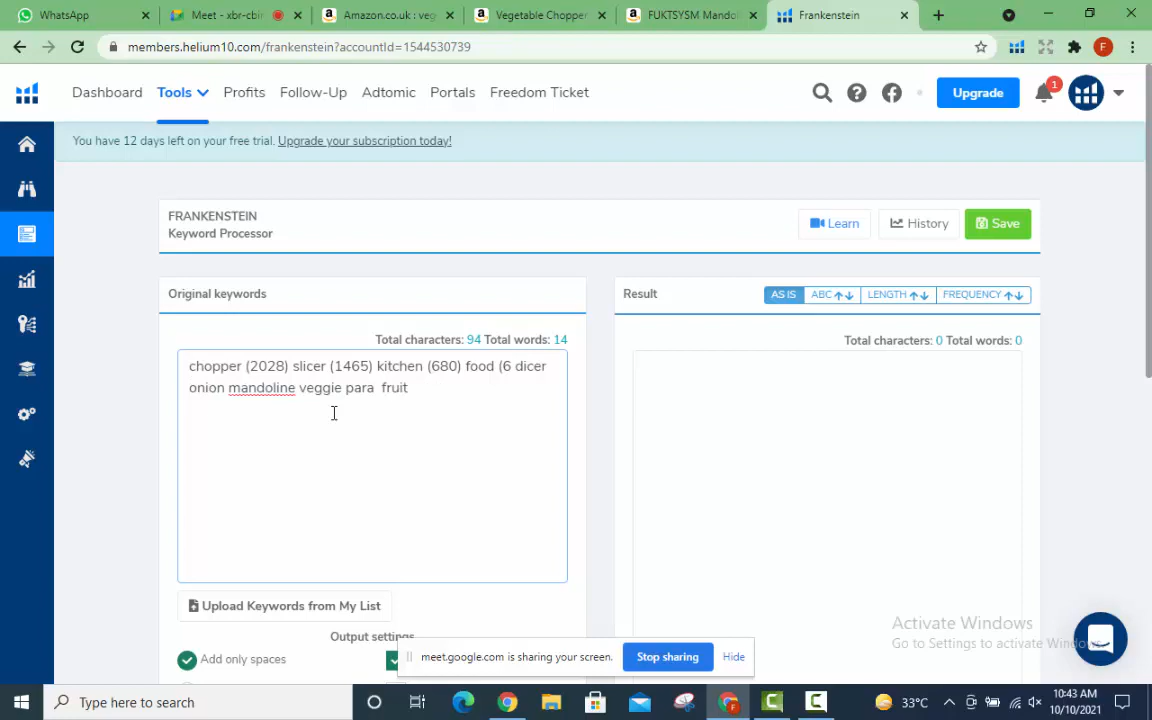 WhatsApp
Meet - xbr-cbir
Amazon.co.uk : veg
Vegetable Chopper
FUKTSYSM Mandol
Frankenstein
members.helium10.com/frankenstein?accountId=1544530739
F
Dashboard Tools Profits Follow-Up Adtomic Portals Freedom Ticket
Upgrade
1
You have 12 days left on your free trial. Upgrade your subscription today!
FRANKENSTEIN
Keyword Processor
Learn
History
Save
Original keywords
Total characters: 94 Total words: 14
chopper (2028) slicer (1465) kitchen (680) food (6 dicer
onion mandoline veggie para fruit
Upload Keywords from My List
Output settings
Add only spaces
Result
AS IS ABC LENGTH FREQUENCY
Total characters: 0 Total words: 0
Activate Windows
Go to Settings to activate Windows.
meet.google.com is sharing your screen.
Stop sharing
Hide
Type here to search
F
33°C
10:43 AM
10/10/2021